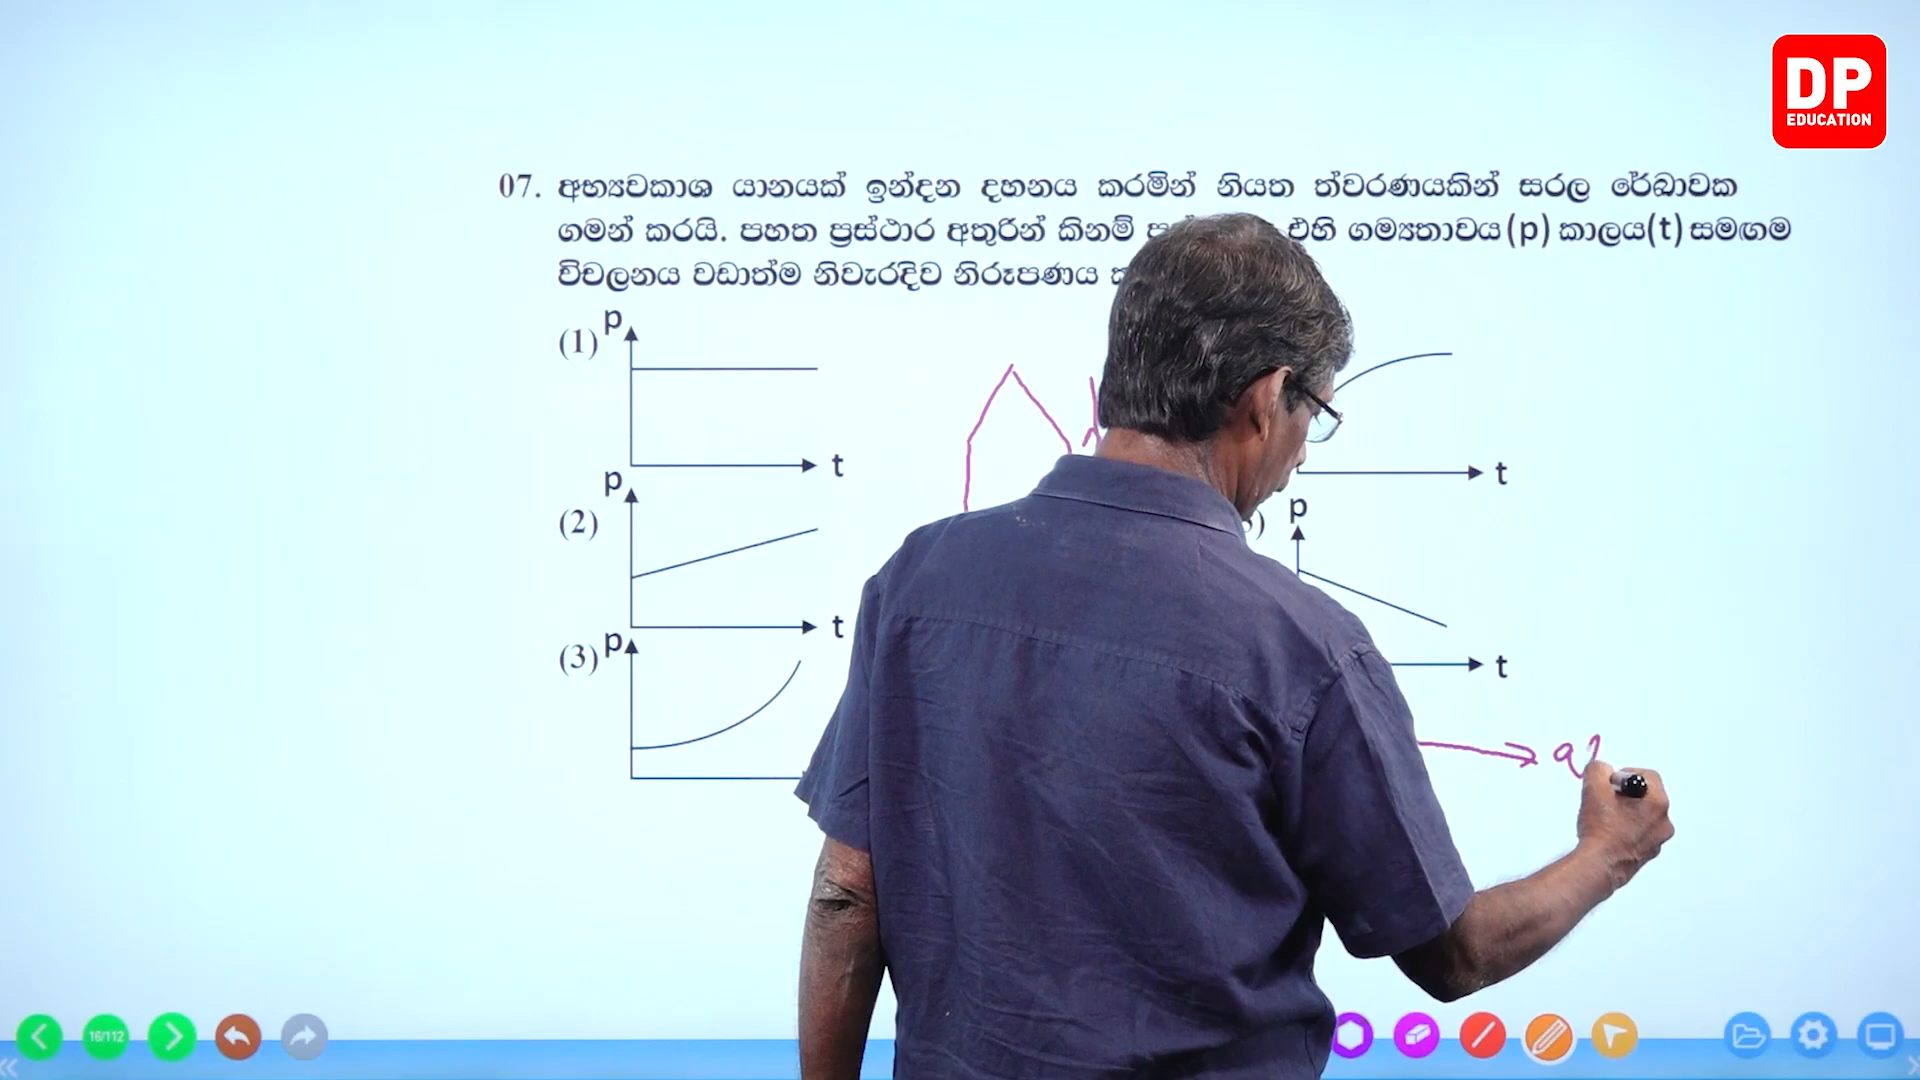 DP
EDUCATION
07. අභ්‍යවකාශ යානයක් ඉන්දන දහනය කරමින් නියත ත්වරණයකින් සරල රේඛාවක
ගමන් කරයි. පහත ප්‍රස්ථාර අතුරින් කිනම් එහි ගම්‍යතාවය (p) කාලය(t) සමඟම
විචලනය වඩාත්ම නිවැරදිව නිරූපණය
(1) p
t
t
(2) p
p
t
(3) p
t
16/112